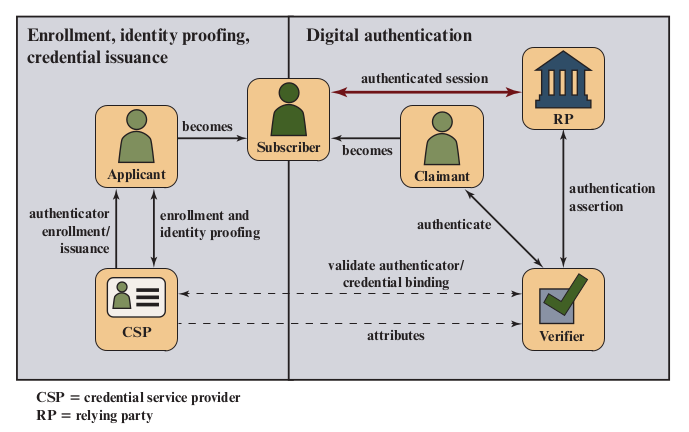 Enrollment, identity proofing,
credential issuance
Digital authentication
authenticated session
RP
Subscriber
becomes
becomes
Applicant
Claimant
authenticator
enrollment/
issuance
enrollment and
identity proofing
authenticate
authentication
assertion
validate authenticator/
credential binding
CSP
attributes
Verifier
CSP = credential service provider
RP = relying party